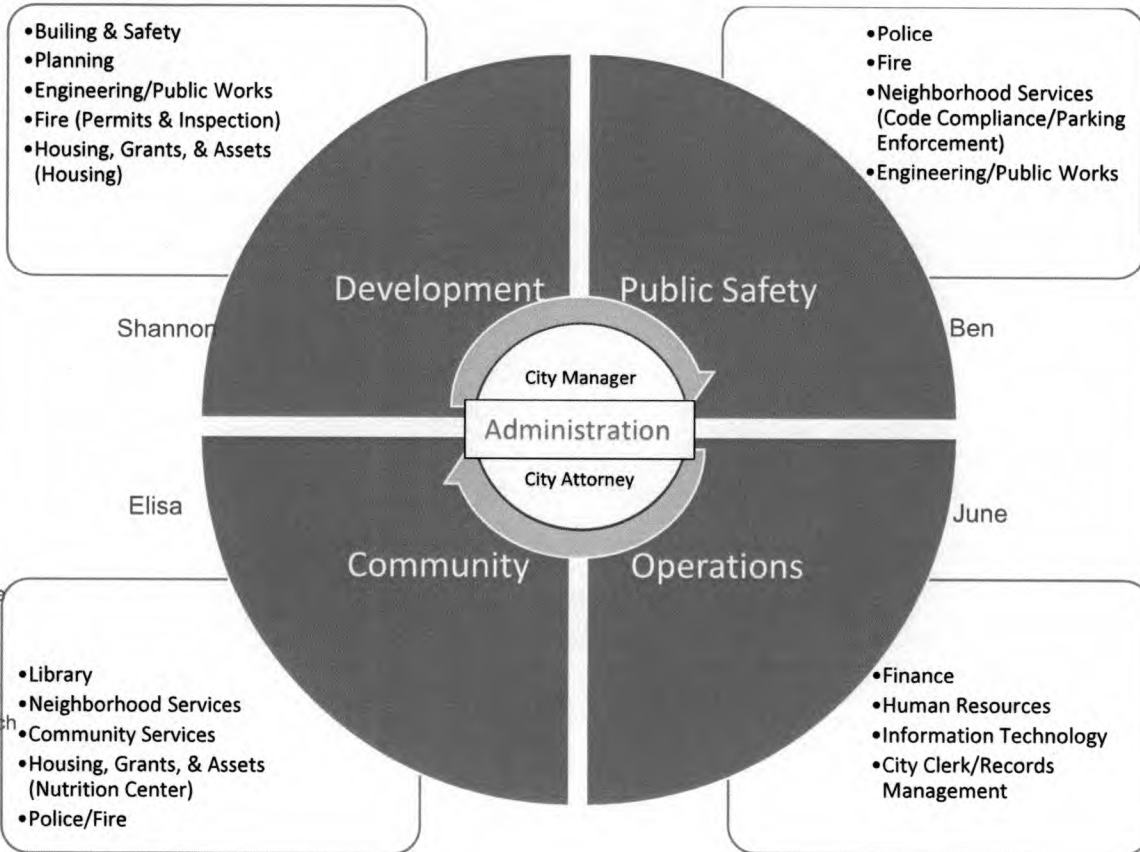 •Builing & Safety
•Planning
•Engineering/Public Works
•Fire (Permits & Inspection)
•Housing, Grants, & Assets
(Housing)
•Police
•Fire
•Neighborhood Services
(Code Compliance/Parking
Enforcement)
•Engineering/Public Works
Development
Public Safety
Shannon
Ben
City Manager
Administration
City Attorney
Elisa
June
Community
Operations
•Library
•Neighborhood Services
•Community Services
•Housing, Grants, & Assets
(Nutrition Center)
•Police/Fire
•Finance
•Human Resources
•Information Technology
•City Clerk/Records
Management